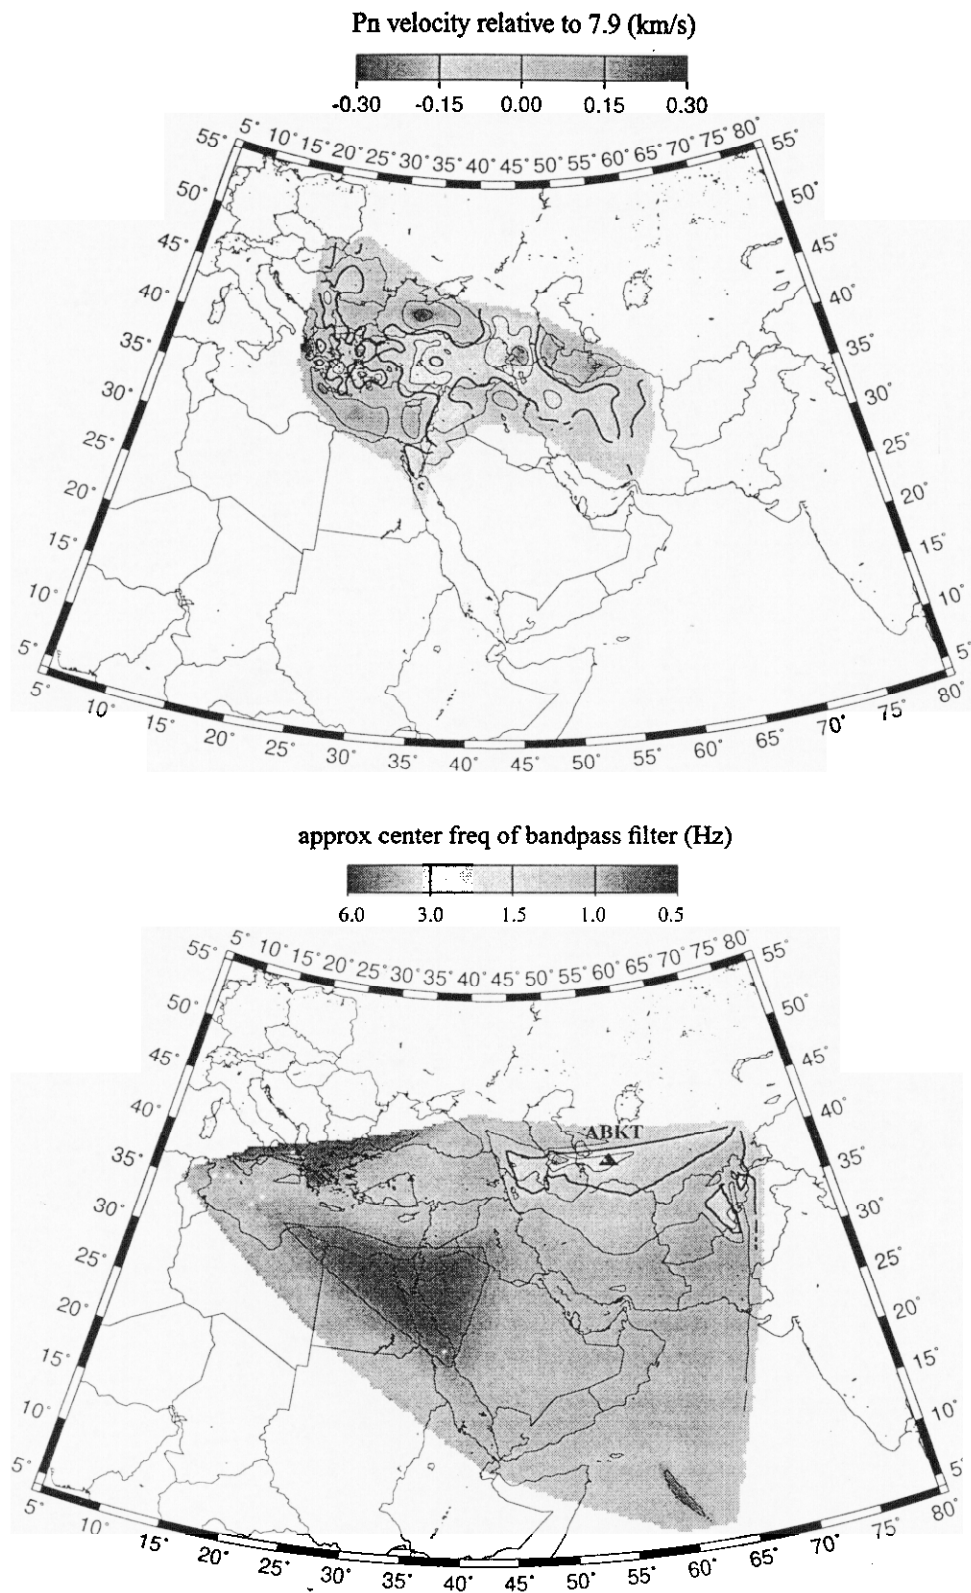 Pn velocity relative to 7.9 (km/s)
-0.30 -0.15 0.00 0.15 0.30
5° 10° 15° 20° 25° 30° 35° 40° 45° 50° 55° 60° 65° 70° 75° 80°
55° 55°
50° 50°
45° 45°
40° 40°
35° 35°
30° 30°
25° 25°
20° 20°
15° 15°
10° 10°
5° 5°
5° 10° 15° 20° 25° 30° 35° 40° 45° 50° 55° 60° 65° 70° 75° 80°
approx center freq of bandpass filter (Hz)
6.0 3.0 1.5 1.0 0.5
5° 10° 15° 20° 25° 30° 35° 40° 45° 50° 55° 60° 65° 70° 75° 80°
55° 55°
50° 50°
45° 45°
40° 40°
ABKT
35° 35°
30° 30°
25° 25°
20° 20°
15° 15°
10° 10°
5° 5°
5° 10° 15° 20° 25° 30° 35° 40° 45° 50° 55° 60° 65° 70° 75° 80°